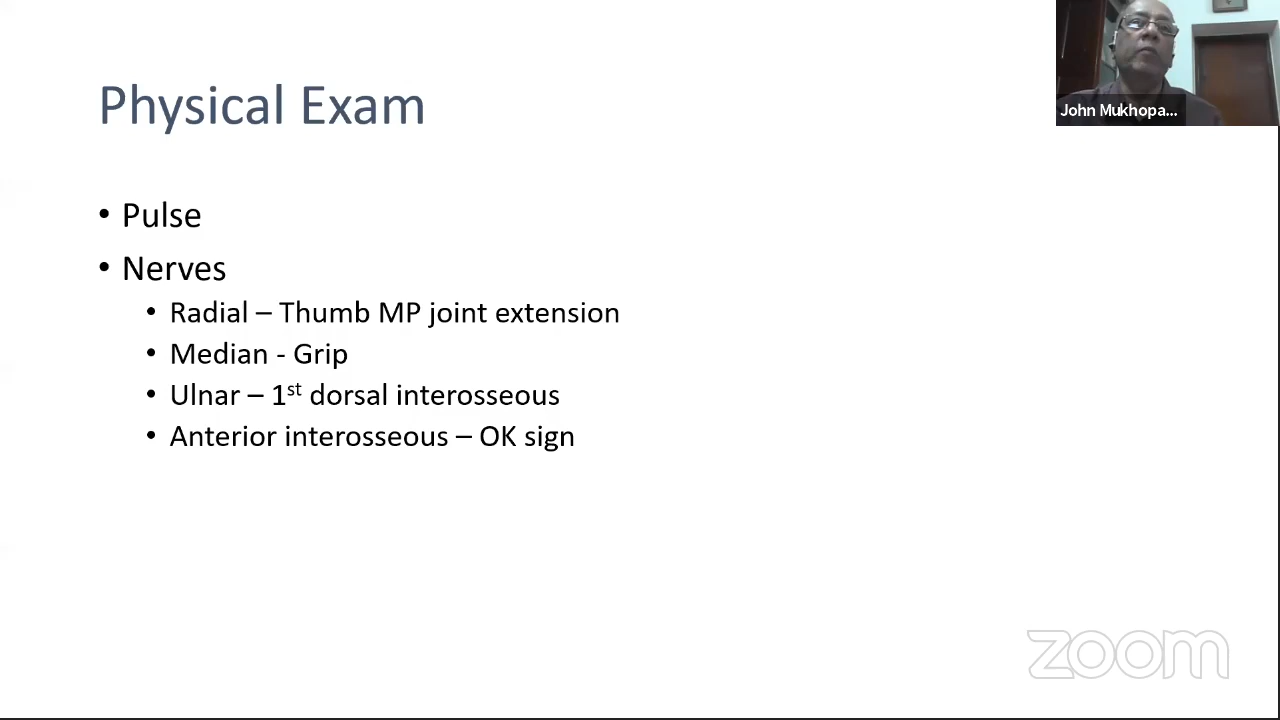 Physical Exam
John Mukhopa...
• Pulse
• Nerves
• Radial – Thumb MP joint extension
• Median - Grip
• Ulnar – 1st dorsal interosseous
• Anterior interosseous – OK sign
zoom